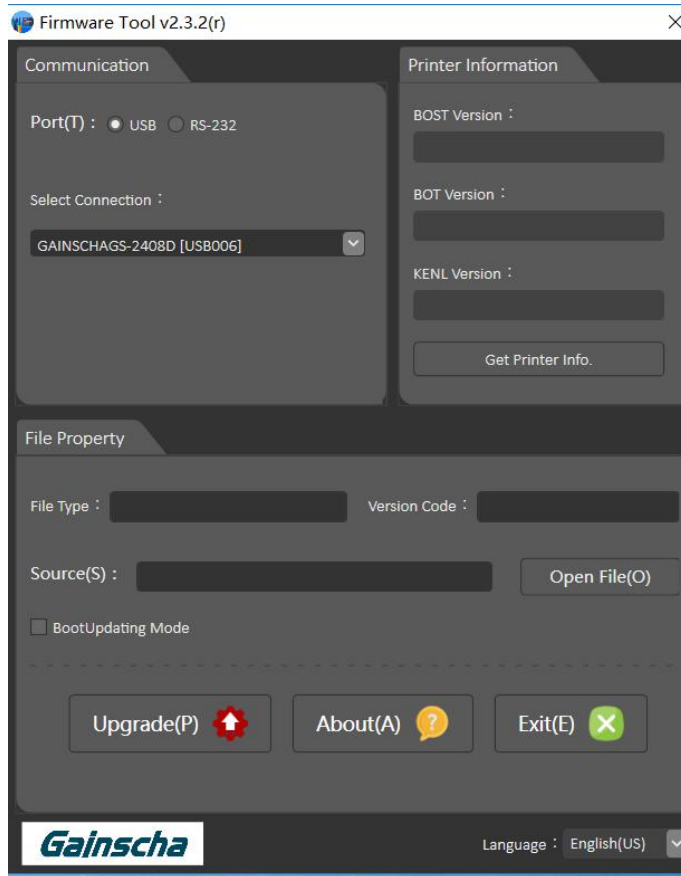 Firmware Tool v2.3.2(r)
Communication
Port(T) : USB RS-232
Select Connection :
GAINSCHAGS-2408D [USB006]
Printer Information
BOST Version :
BOT Version :
KENL Version :
Get Printer Info.
File Property
File Type :
Version Code :
Source(S) :
Open File(O)
BootUpdating Mode
Upgrade(P)
About(A)
Exit(E)
Gainscha
Language : English(US)